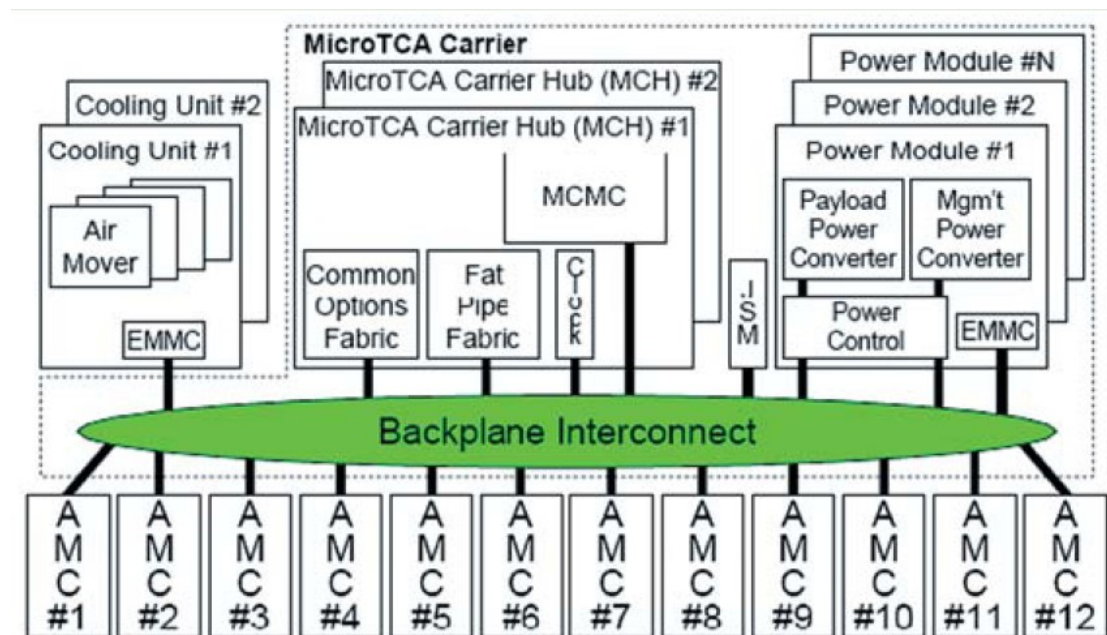 MicroTCA Carrier
Cooling Unit #2
Cooling Unit #1
Air
Mover
EMMC
MicroTCA Carrier Hub (MCH) #2
MicroTCA Carrier Hub (MCH) #1
MCMC
Common
Options
Fabric
Fat
Pipe
Fabric
Clock
JSM
Power Module #N
Power Module #2
Power Module #1
Payload
Power
Converter
Mgm't
Power
Converter
Power
Control
EMMC
Backplane Interconnect
AMC #1
AMC #2
AMC #3
AMC #4
AMC #5
AMC #6
AMC #7
AMC #8
AMC #9
AMC #10
AMC #11
AMC #12